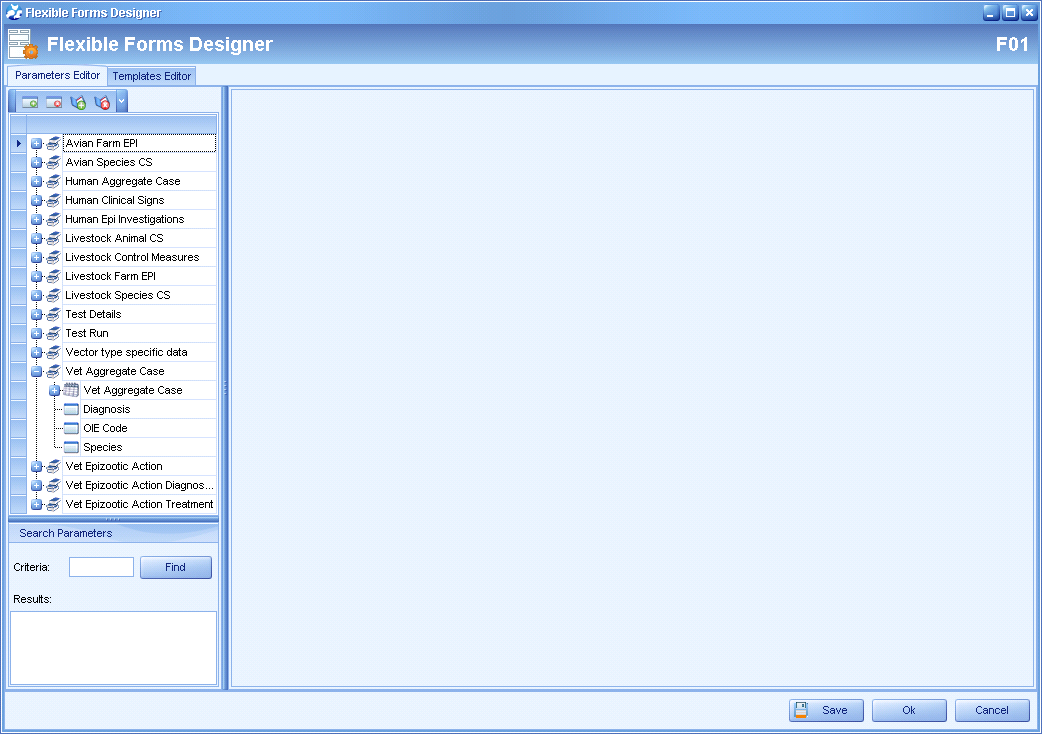 Flexible Forms Designer
Flexible Forms Designer
F01
Parameters Editor
Templates Editor
Avian Farm EPI
Avian Species CS
Human Aggregate Case
Human Clinical Signs
Human Epi Investigations
Livestock Animal CS
Livestock Control Measures
Livestock Farm EPI
Livestock Species CS
Test Details
Test Run
Vector type specific data
Vet Aggregate Case
Vet Aggregate Case
Diagnosis
OIE Code
Species
Vet Epizootic Action
Vet Epizootic Action Diagnos...
Vet Epizootic Action Treatment
Search Parameters
Criteria:
Find
Results:
Save
Ok
Cancel